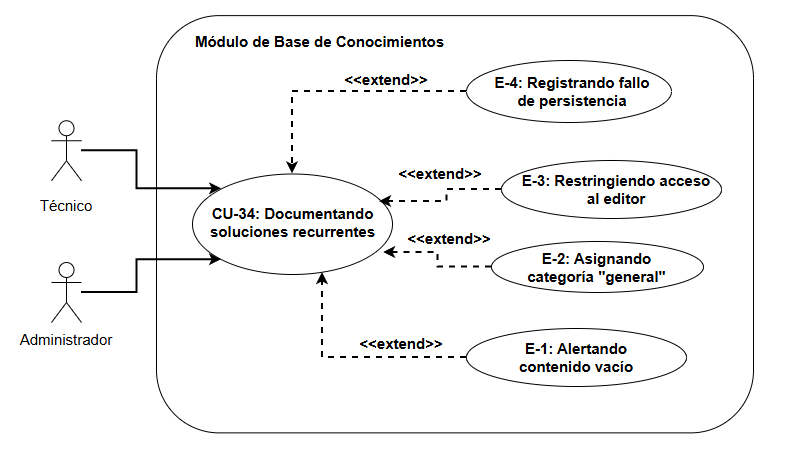 Módulo de Base de Conocimientos
<<extend>>
E-4: Registrando fallo
de persistencia
<<extend>>
E-3: Restringiendo acceso
al editor
Técnico
CU-34: Documentando
soluciones recurrentes
<<extend>>
E-2: Asignando
categoría "general"
Administrador
<<extend>>
E-1: Alertando
contenido vacío